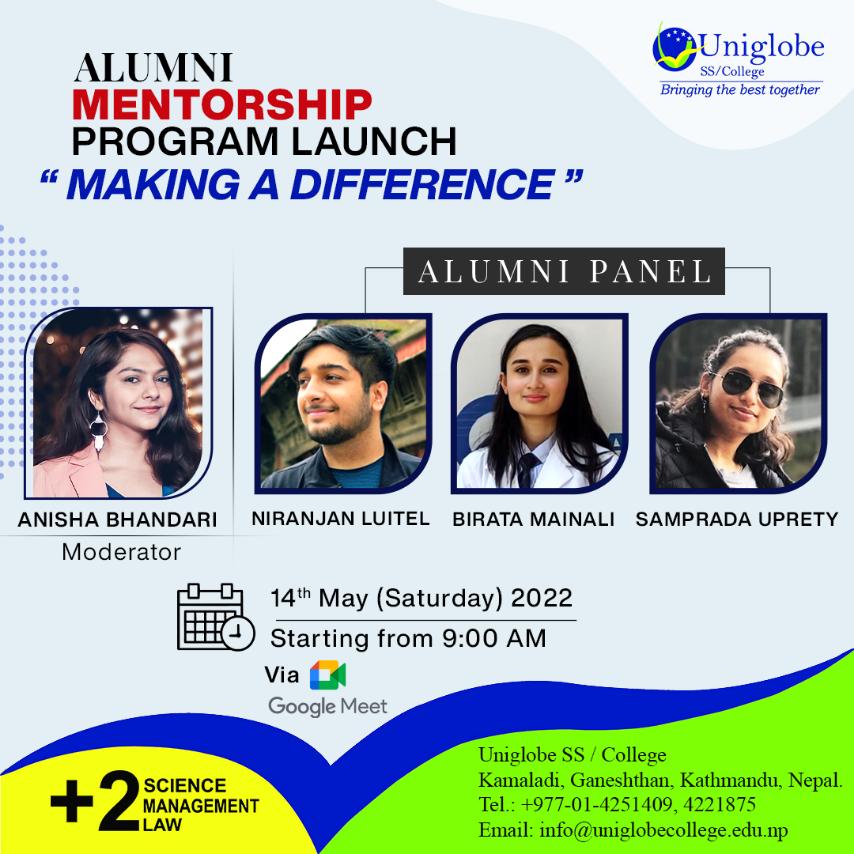 Uniglobe
SS/College
Bringing the best together
ALUMNI
MENTORSHIP
PROGRAM LAUNCH
“ MAKING A DIFFERENCE ”
ALUMNI PANEL
ANISHA BHANDARI
Moderator
NIRANJAN LUITEL
BIRATA MAINALI
SAMPRADA UPRETY
14th May (Saturday) 2022
Starting from 9:00 AM
Via
Google Meet
+2 SCIENCE
MANAGEMENT
LAW
Uniglobe SS / College
Kamaladi, Ganeshthan, Kathmandu, Nepal.
Tel.: +977-01-4251409, 4221875
Email: info@uniglobecollege.edu.np